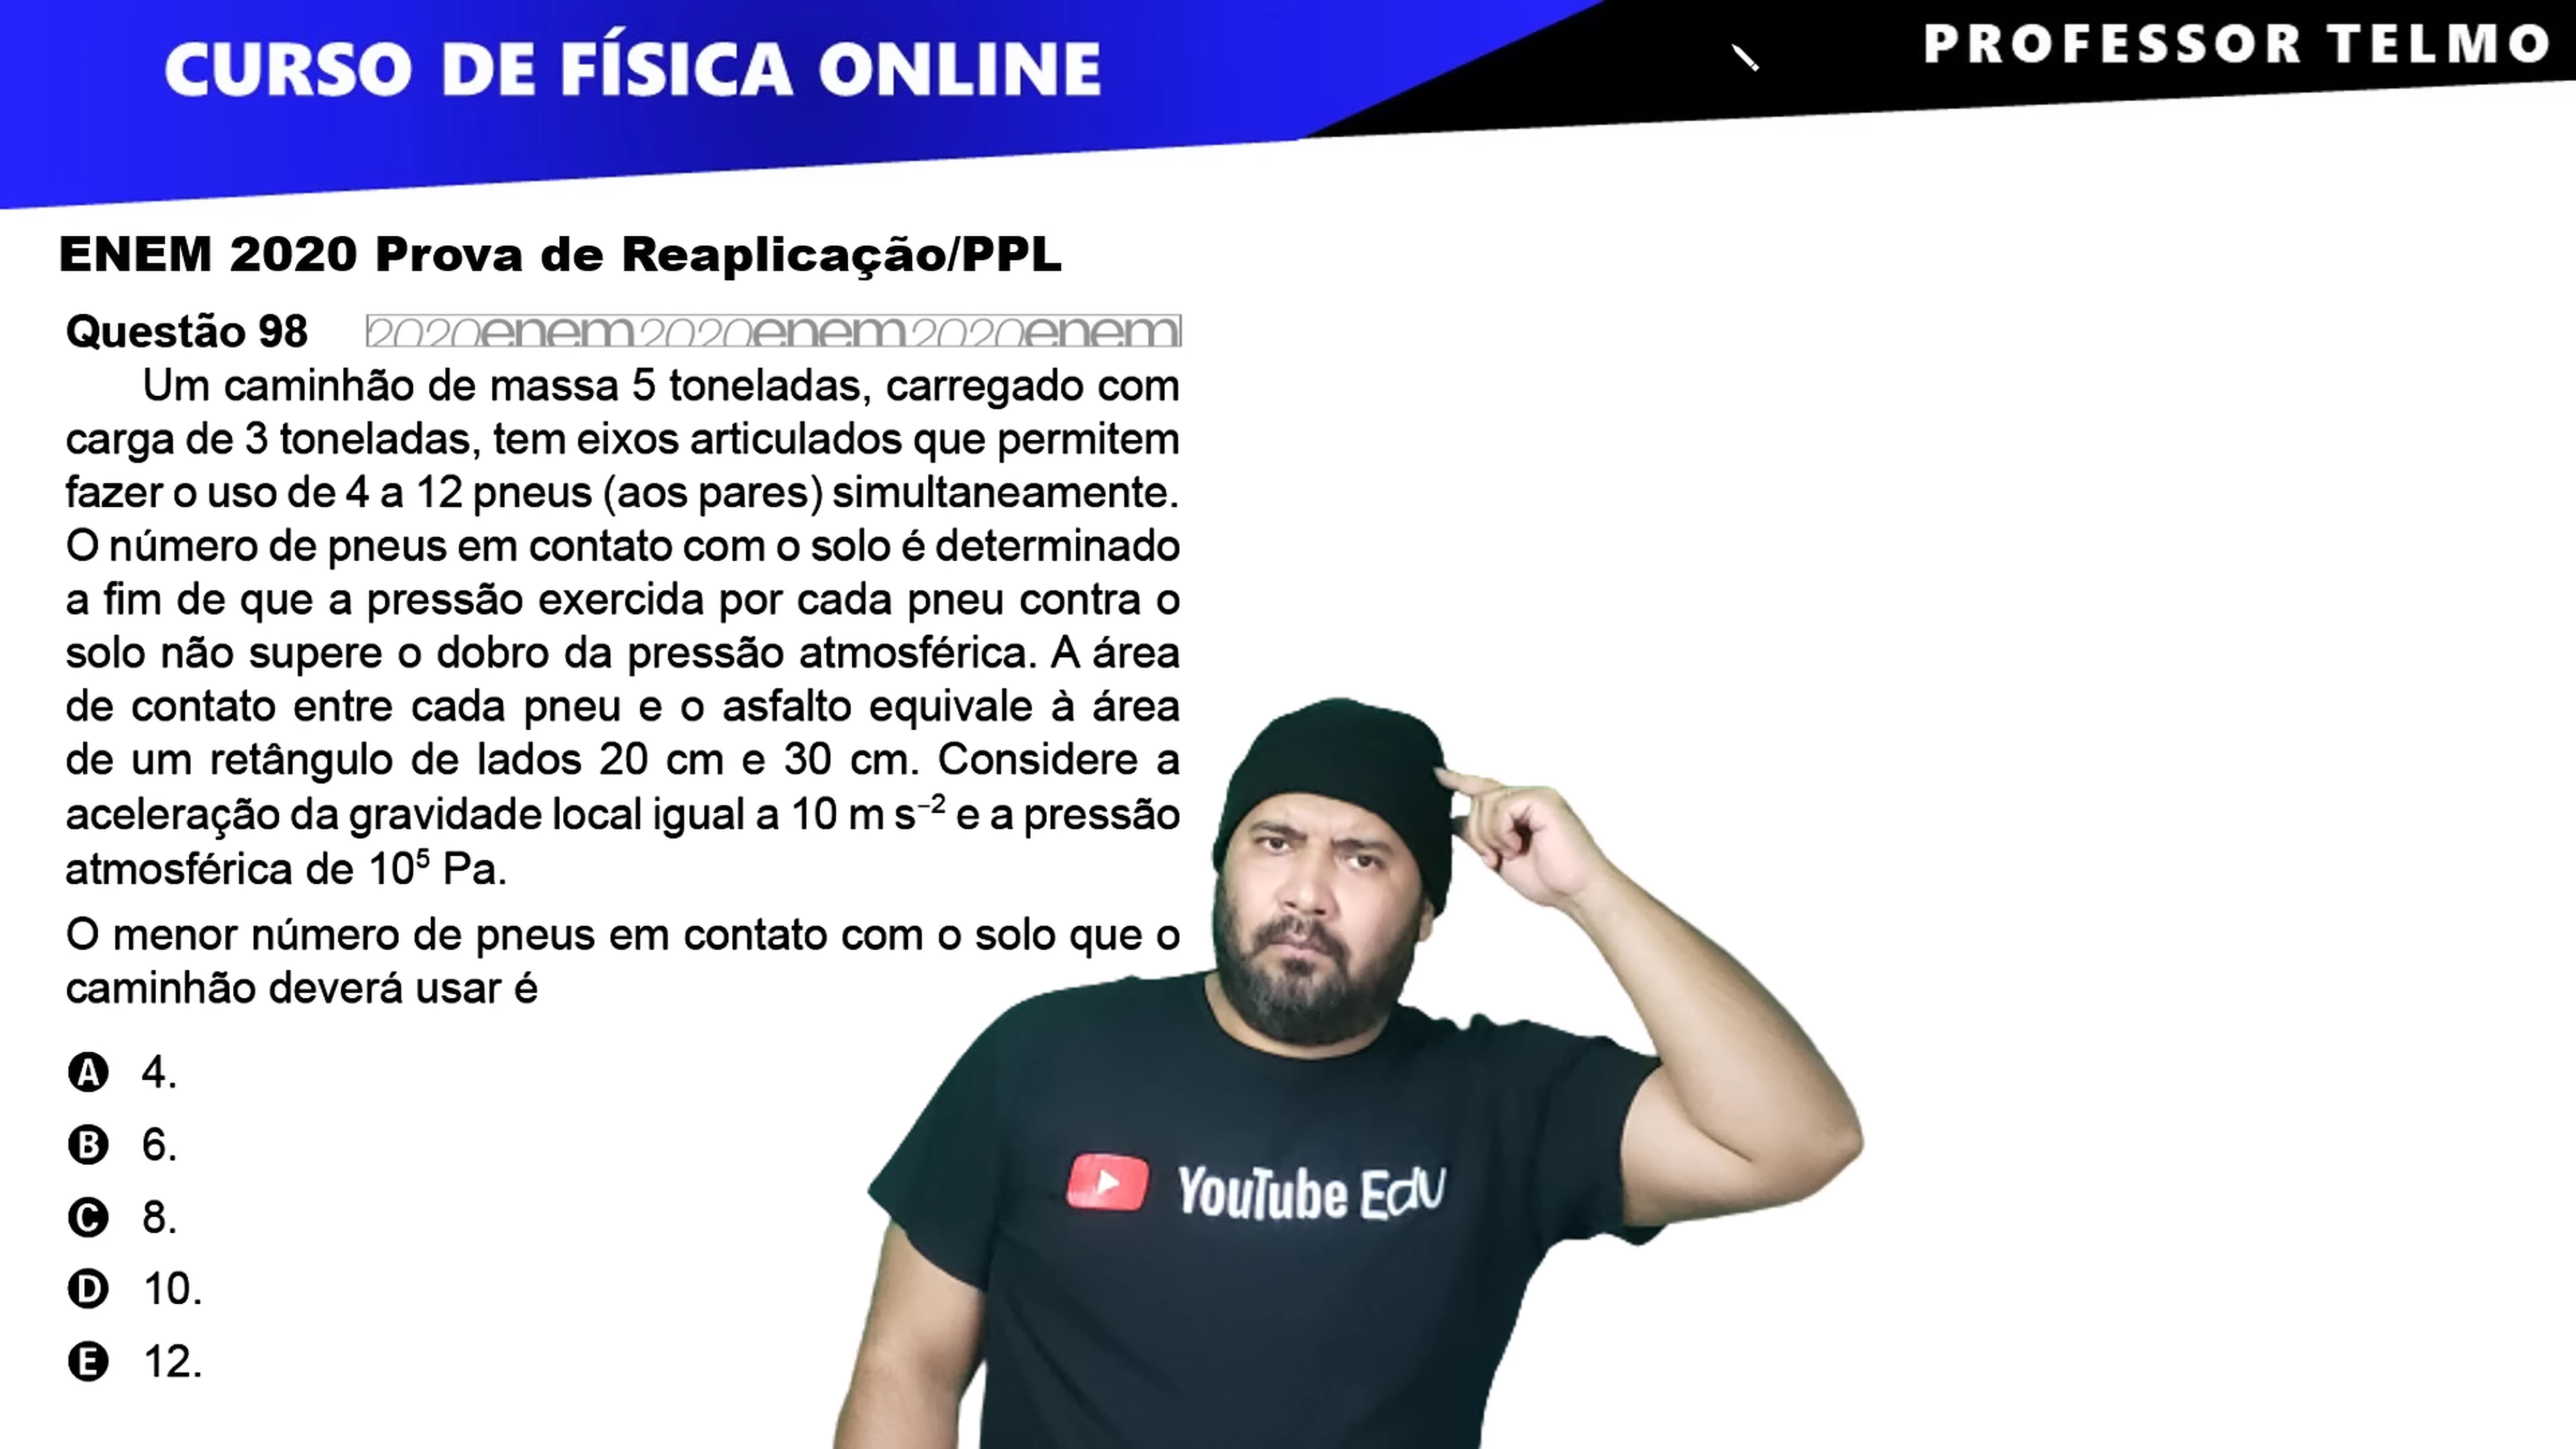 CURSO DE FÍSICA ONLINE
PROFESSOR TELMO
ENEM 2020 Prova de Reaplicação/PPL
Questão 98 2020enem2020enem2020enem
Um caminhão de massa 5 toneladas, carregado com
carga de 3 toneladas, tem eixos articulados que permitem
fazer o uso de 4 a 12 pneus (aos pares) simultaneamente.
O número de pneus em contato com o solo é determinado
a fim de que a pressão exercida por cada pneu contra o
solo não supere o dobro da pressão atmosférica. A área
de contato entre cada pneu e o asfalto equivale à área
de um retângulo de lados 20 cm e 30 cm. Considere a
aceleração da gravidade local igual a 10 m s⁻² e a pressão
atmosférica de 10⁵ Pa.
O menor número de pneus em contato com o solo que o
caminhão deverá usar é
A 4.
B 6.
C 8.
D 10.
E 12.
YouTube Edu